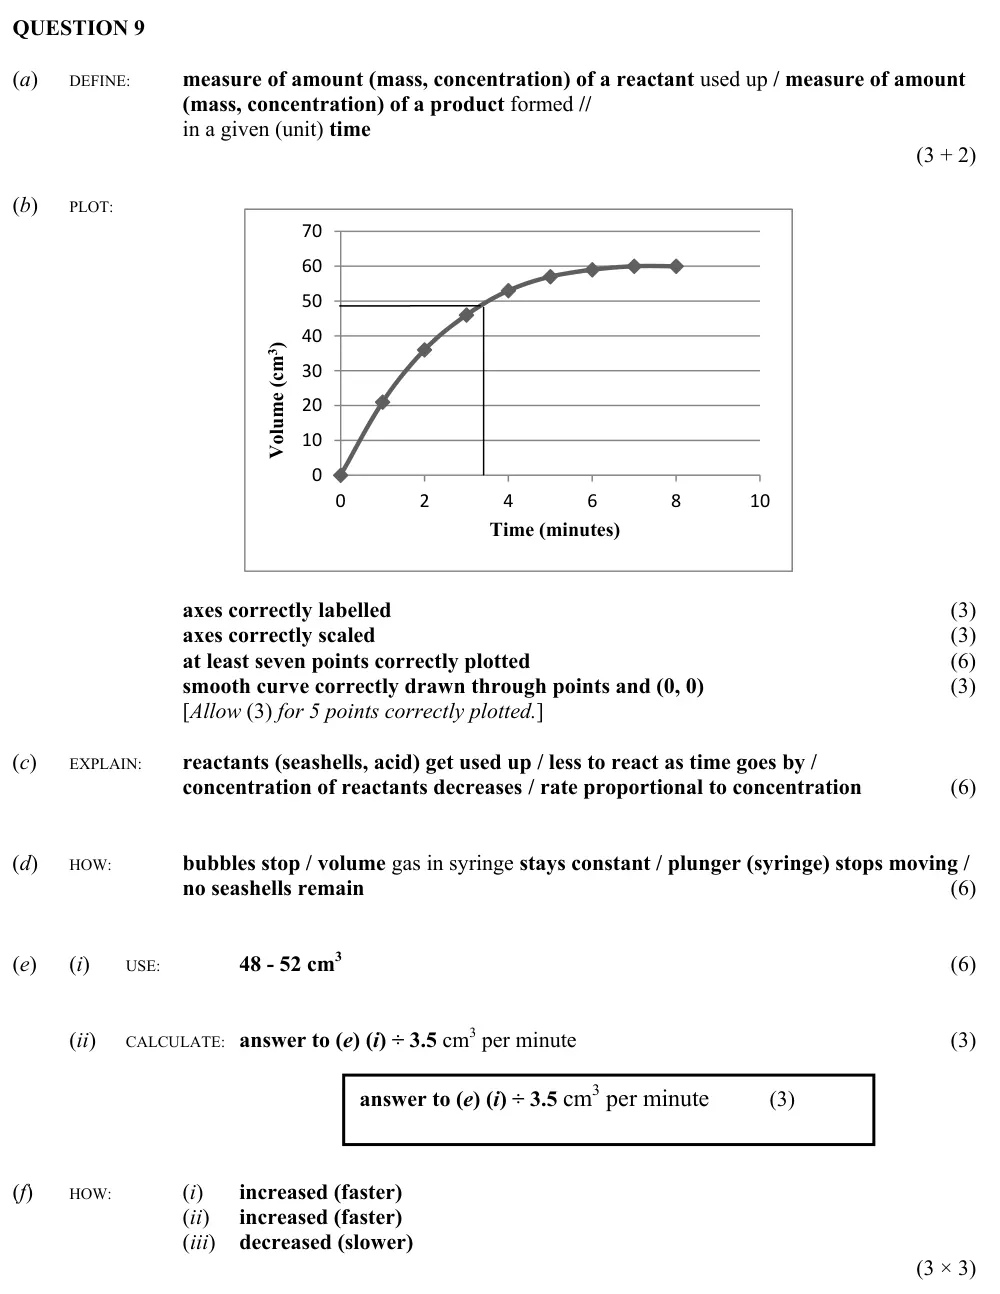 QUESTION 9
(a) DEFINE: measure of amount (mass, concentration) of a reactant used up / measure of amount
(mass, concentration) of a product formed //
in a given (unit) time
(3 + 2)
(b) PLOT:
70
60
50
40
30
20
10
0
Volume (cm³)
0 2 4 6 8 10
Time (minutes)
axes correctly labelled (3)
axes correctly scaled (3)
at least seven points correctly plotted (6)
smooth curve correctly drawn through points and (0, 0) (3)
[Allow (3) for 5 points correctly plotted.]
(c) EXPLAIN: reactants (seashells, acid) get used up / less to react as time goes by /
concentration of reactants decreases / rate proportional to concentration (6)
(d) HOW: bubbles stop / volume gas in syringe stays constant / plunger (syringe) stops moving /
no seashells remain (6)
(e) (i) USE: 48 - 52 cm³ (6)
(ii) CALCULATE: answer to (e) (i) ÷ 3.5 cm³ per minute (3)
answer to (e) (i) ÷ 3.5 cm³ per minute (3)
(f) HOW: (i) increased (faster)
(ii) increased (faster)
(iii) decreased (slower)
(3 × 3)